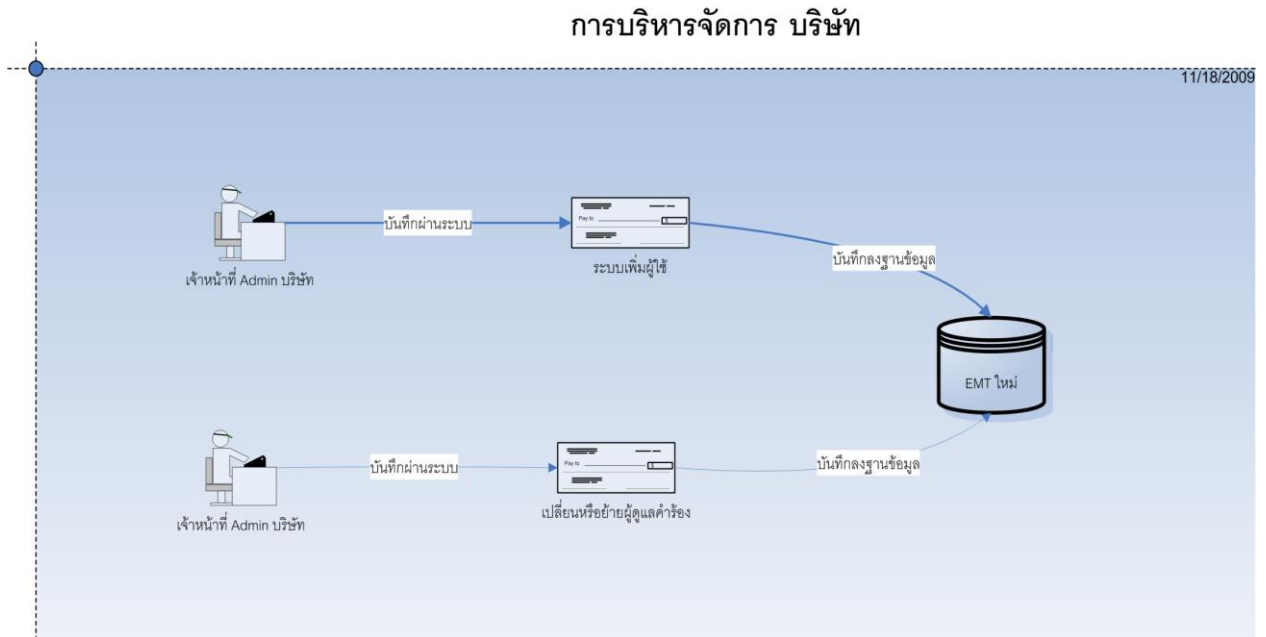 การบริหารจัดการ บริษัท
11/18/2009
บันทึกผ่านระบบ
Pay to
ระบบเพิ่มผู้ใช้
บันทึกลงฐานข้อมูล
เจ้าหน้าที่ Admin บริษัท
EMT ใหม่
บันทึกผ่านระบบ
Pay to
บันทึกลงฐานข้อมูล
เปลี่ยนหรือย้ายผู้ดูแลคำร้อง
เจ้าหน้าที่ Admin บริษัท